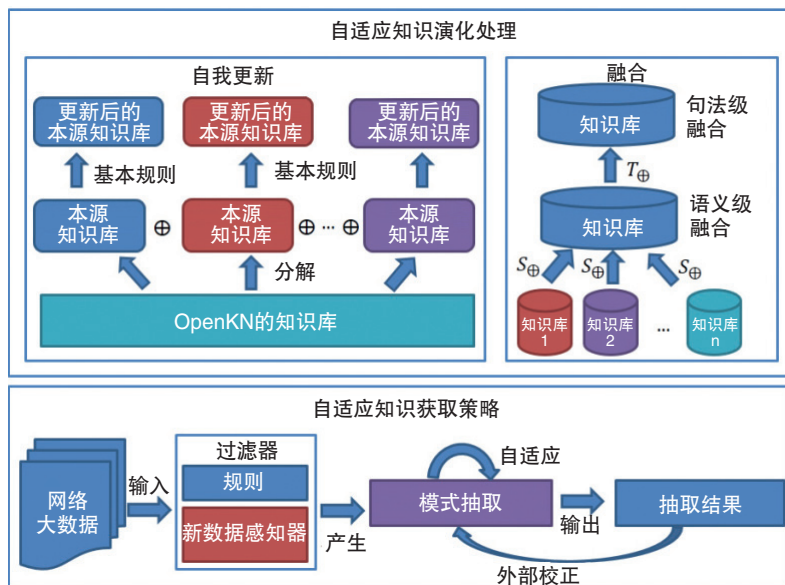 自适应知识演化处理
自我更新
更新后的
本源知识库
更新后的
本源知识库
更新后的
本源知识库
基本规则
基本规则
本源
知识库
⊕
本源
知识库
⊕ ... ⊕
本源
知识库
分解
OpenKN的知识库
融合
知识库
句法级
融合
T⊕
知识库
语义级
融合
S⊕
S⊕
S⊕
知识库
1
知识库
2
...
知识库
n
自适应知识获取策略
网络
大数据
输入
过滤器
规则
新数据感知器
产生
自适应
模式抽取
输出
抽取结果
外部校正